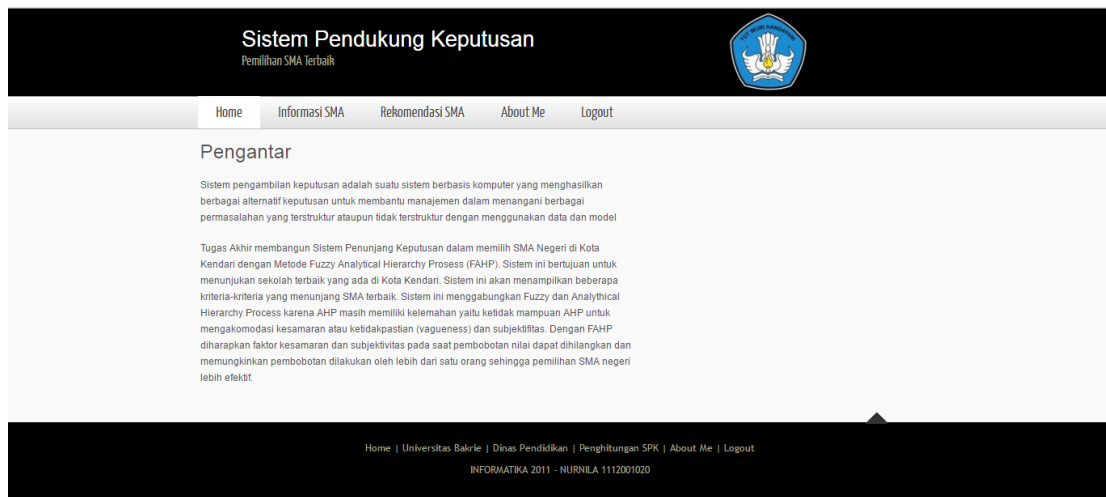 Sistem Pendukung Keputusan
Pemilihan SMA Terbaik
TUT WURI HANDAYANI
Home Informasi SMA Rekomendasi SMA About Me Logout
Pengantar
Sistem pengambilan keputusan adalah suatu sistem berbasis komputer yang menghasilkan
berbagai alternatif keputusan untuk membantu manajemen dalam menangani berbagai
permasalahan yang terstruktur ataupun tidak terstruktur dengan menggunakan data dan model
Tugas Akhir membangun Sistem Penunjang Keputusan dalam memilih SMA Negeri di Kota
Kendari dengan Metode Fuzzy Analytical Hierarchy Prosess (FAHP). Sistem ini bertujuan untuk
menunjukan sekolah terbaik yang ada di Kota Kendari. Sistem ini akan menampilkan beberapa
kriteria-kriteria yang menunjang SMA terbaik. Sistem ini menggabungkan Fuzzy dan Analythical
Hierarchy Process karena AHP masih memiliki kelemahan yaitu ketidak mampuan AHP untuk
mengakomodasi kesamaran atau ketidakpastian (vagueness) dan subjektifitas. Dengan FAHP
diharapkan faktor kesamaran dan subjektivitas pada saat pembobotan nilai dapat dihilangkan dan
memungkinkan pembobotan dilakukan oleh lebih dari satu orang sehingga pemilihan SMA negeri
lebih efektif.
Home | Universitas Bakrie | Dinas Pendidikan | Penghitungan SPK | About Me | Logout
INFORMATIKA 2011 - NURNILA 1112001020